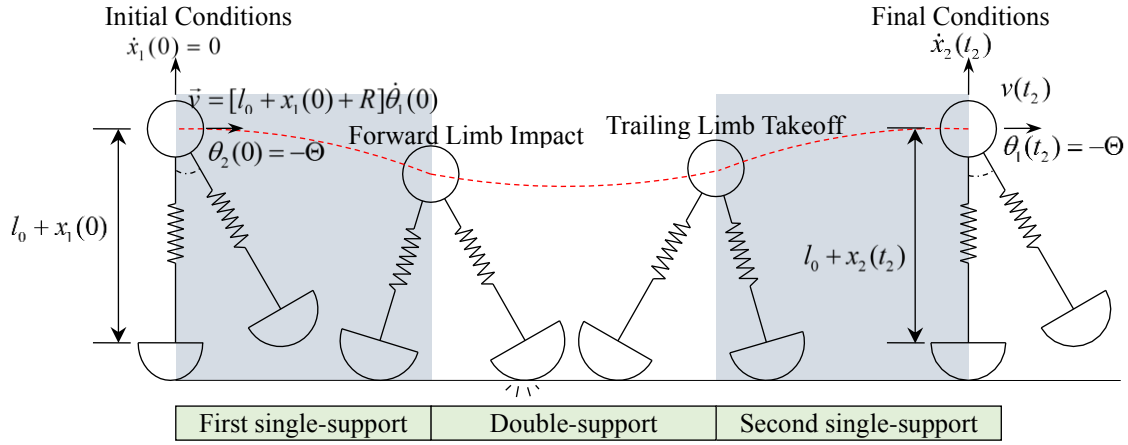 Initial Conditions
ẋ₁(0) = 0
v⃗ = [l₀ + x₁(0) + R]θ̇₁(0)
θ₂(0) = −Θ
l₀ + x₁(0)
Forward Limb Impact
Trailing Limb Takeoff
Final Conditions
ẋ₂(t₂)
v(t₂)
θ₁(t₂) = −Θ
l₀ + x₂(t₂)
First single-support
Double-support
Second single-support